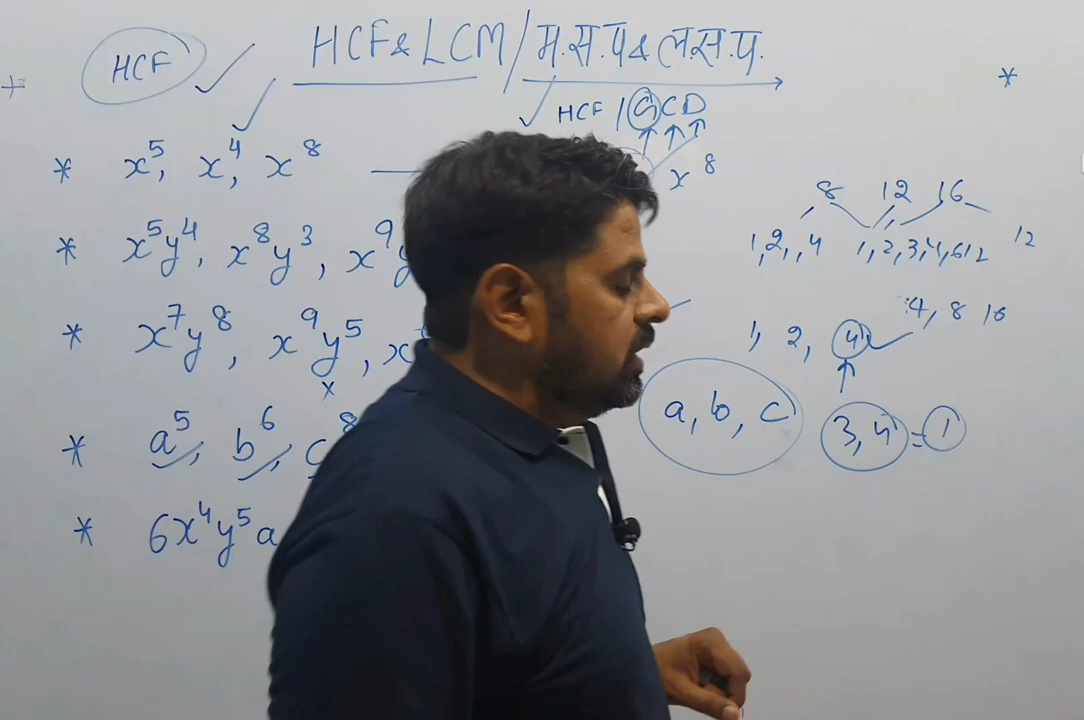 HCF ✓ HCF & LCM / म.स.प & ल.स.प.
+ *
✓ ✓ HCF / GCD
* x⁵, x⁴, x⁸ x⁸
8 12 16
* x⁵y⁴, x⁸y³, x⁹y
1,2,,4 1,2,3,4,6,12 12
* x⁷y⁸, x⁹y⁵, x
1, 2, 4 ✓ 4, 8 16
* a⁵, b⁶, c⁸ a, b, c 3,4 = 1
* 6x⁴y⁵a